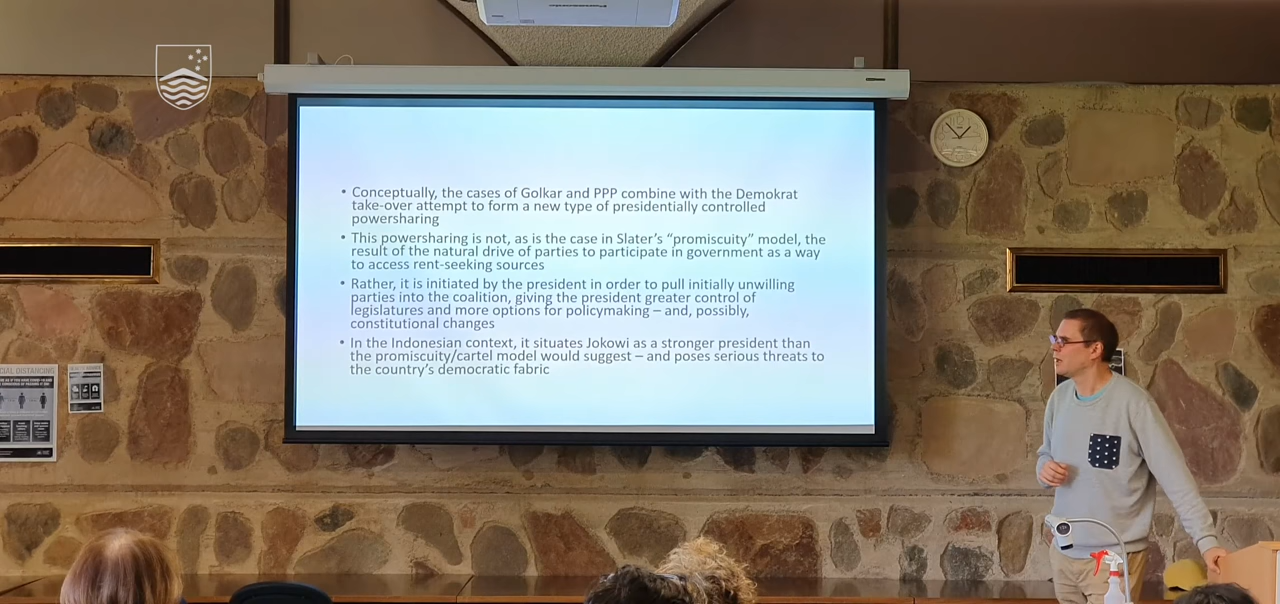 • Conceptually, the cases of Golkar and PPP combine with the Demokrat
take-over attempt to form a new type of presidentially controlled
powersharing
• This powersharing is not, as is the case in Slater's “promiscuity” model, the
result of the natural drive of parties to participate in government as a way
to access rent-seeking sources
• Rather, it is initiated by the president in order to pull initially unwilling
parties into the coalition, giving the president greater control of
legislatures and more options for policymaking – and, possibly,
constitutional changes
• In the Indonesian context, it situates Jokowi as a stronger president than
the promiscuity/cartel model would suggest – and poses serious threats to
the country's democratic fabric
DISTANCING